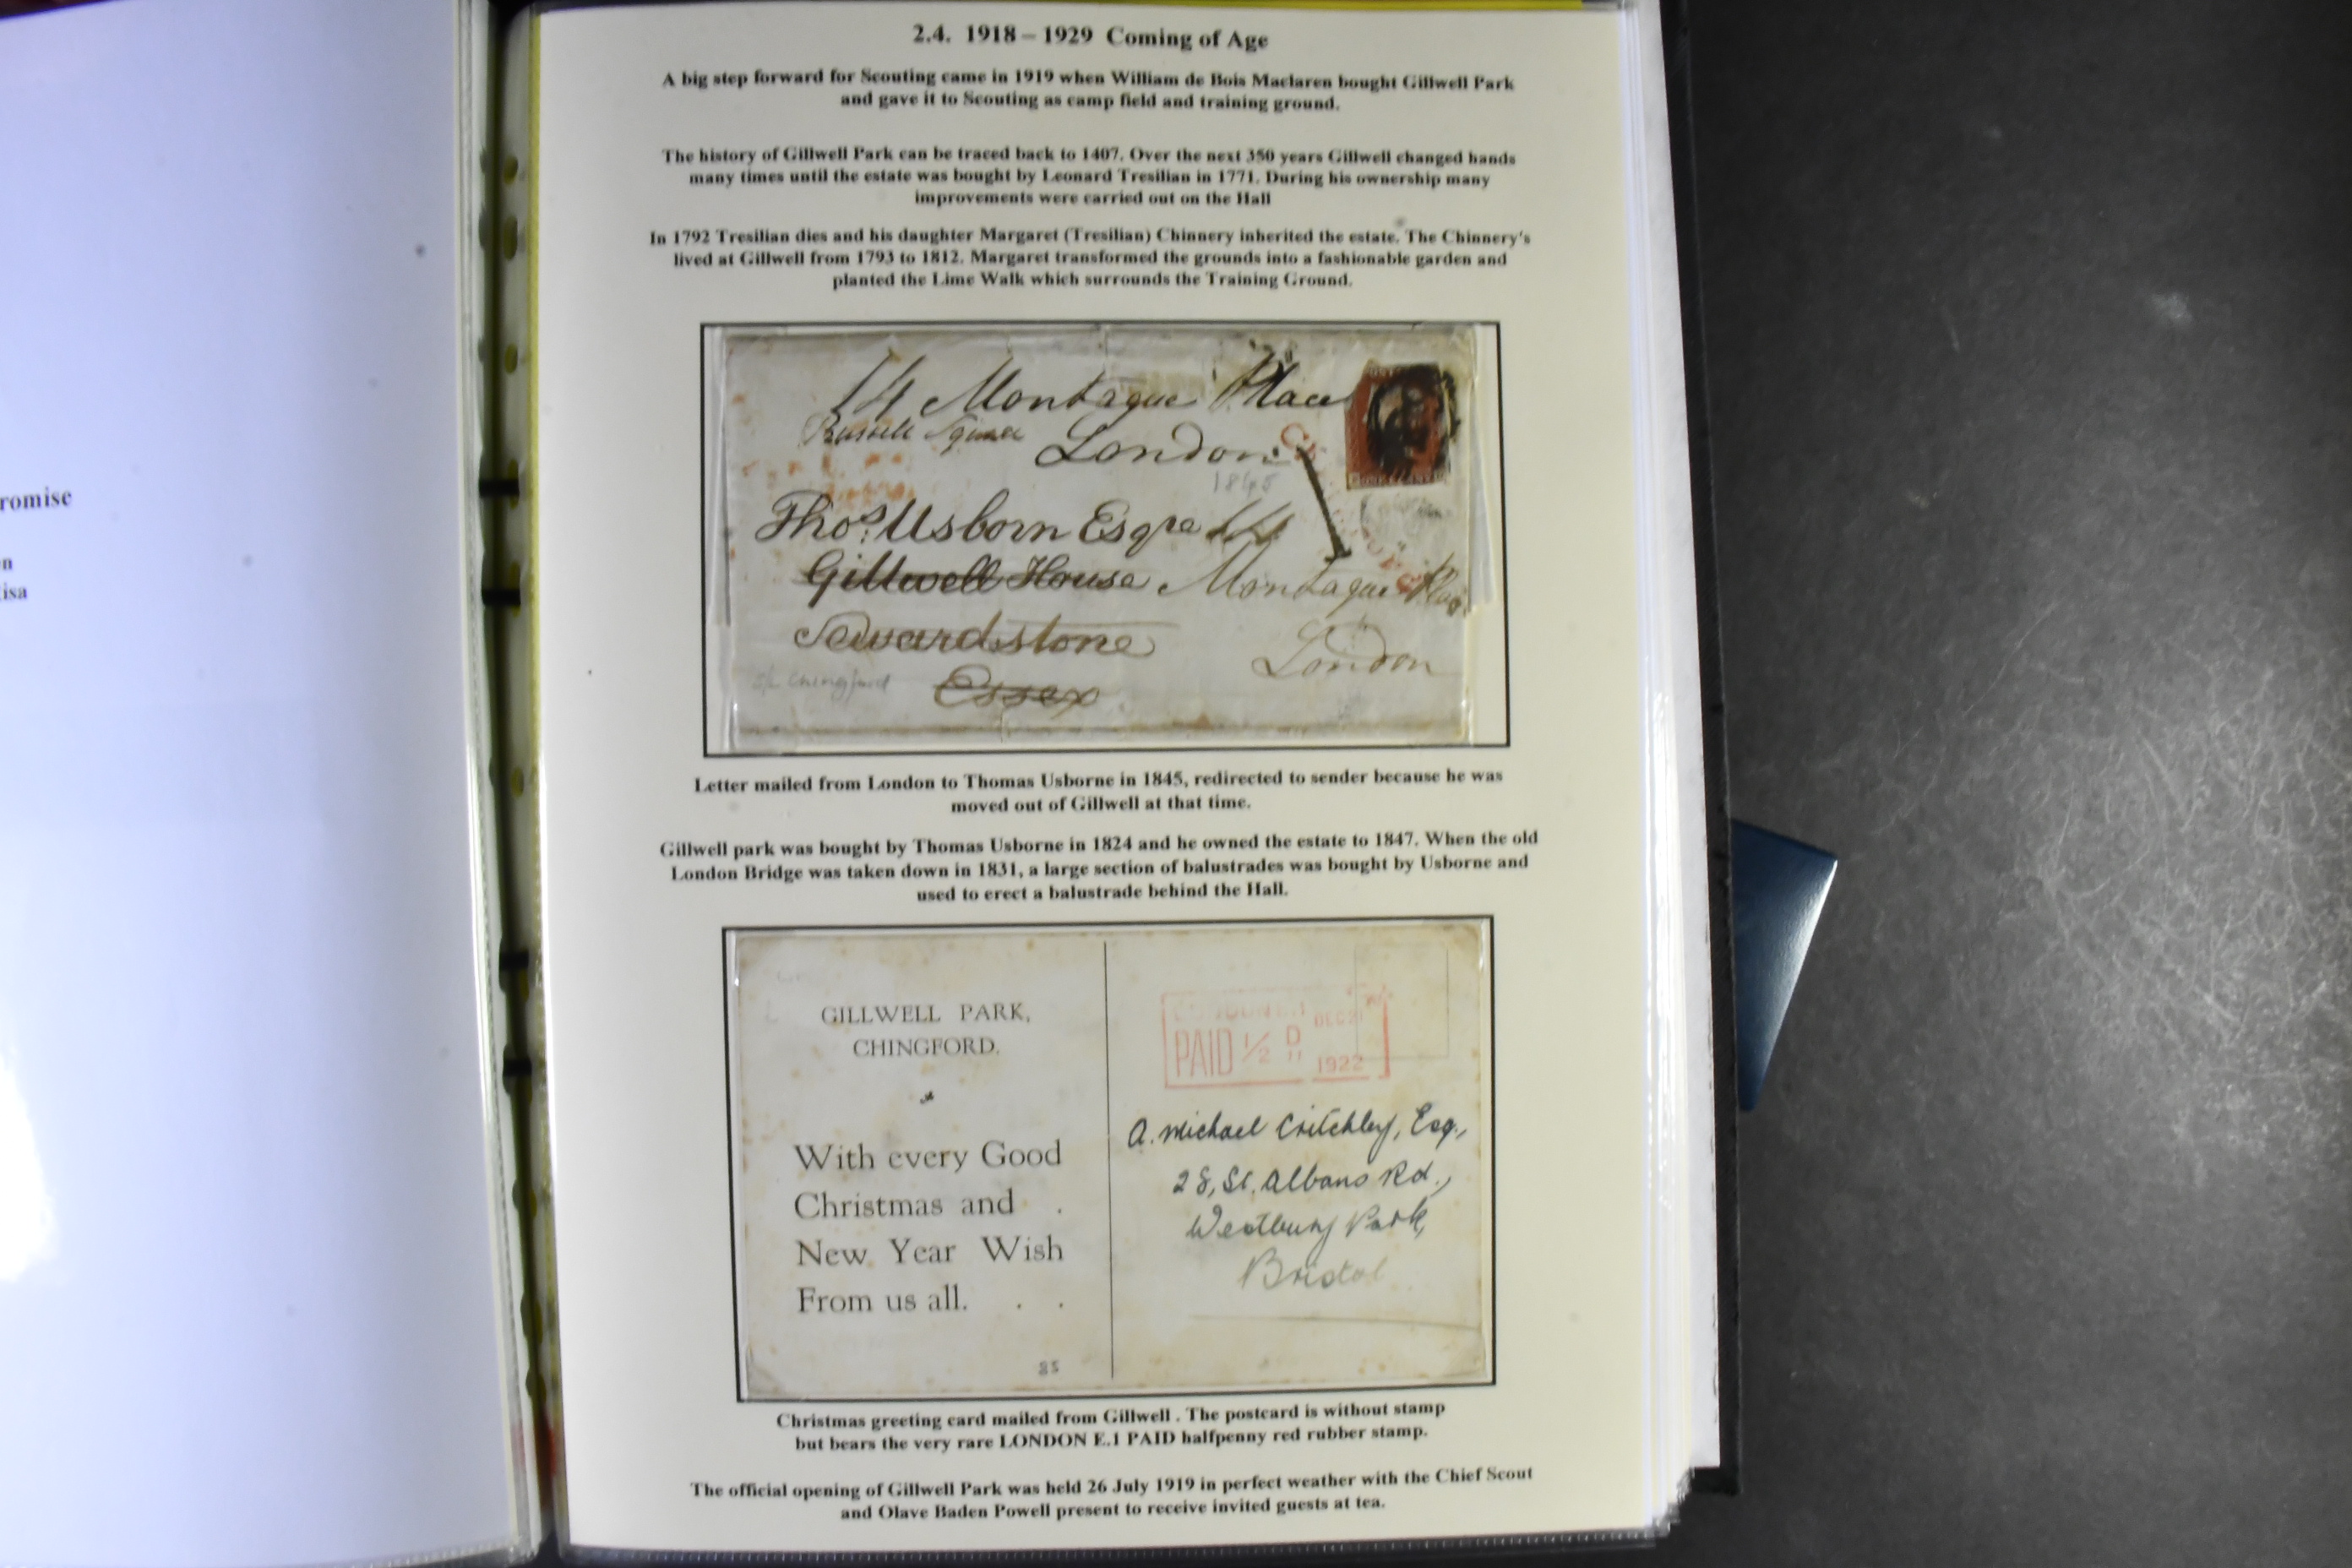 romise
n
isa
2.4. 1918 – 1929 Coming of Age
A big step forward for Scouting came in 1919 when William de Bois Maclaren bought Gillwell Park
and gave it to Scouting as camp field and training ground.
The history of Gillwell Park can be traced back to 1407. Over the next 350 years Gillwell changed hands
many times until the estate was bought by Leonard Tresilian in 1771. During his ownership many
improvements were carried out on the Hall
In 1792 Tresilian dies and his daughter Margaret (Tresilian) Chinnery inherited the estate. The Chinnery's
lived at Gillwell from 1793 to 1812. Margaret transformed the grounds into a fashionable garden and
planted the Lime Walk which surrounds the Training Ground.
14 Montague Place
Russell Square
London
1845
Thos. Usborn Esqre 14
Gillwell House Montague Place
Sewardstone
London
Chingford
Essex
Letter mailed from London to Thomas Usborne in 1845, redirected to sender because he was
moved out of Gillwell at that time.
Gillwell park was bought by Thomas Usborne in 1824 and he owned the estate to 1847. When the old
London Bridge was taken down in 1831, a large section of balustrades was bought by Usborne and
used to erect a balustrade behind the Hall.
GILLWELL PARK,
CHINGFORD.
With every Good
Christmas and .
New Year Wish
From us all. . .
85
DEC 21
PAID ½ D
1922
A. Michael Critchley, Esq.,
28, St. Albans Rd.,
Westbury Park,
Bristol
Christmas greeting card mailed from Gillwell . The postcard is without stamp
but bears the very rare LONDON E.1 PAID halfpenny red rubber stamp.
The official opening of Gillwell Park was held 26 July 1919 in perfect weather with the Chief Scout
and Olave Baden Powell present to receive invited guests at tea.